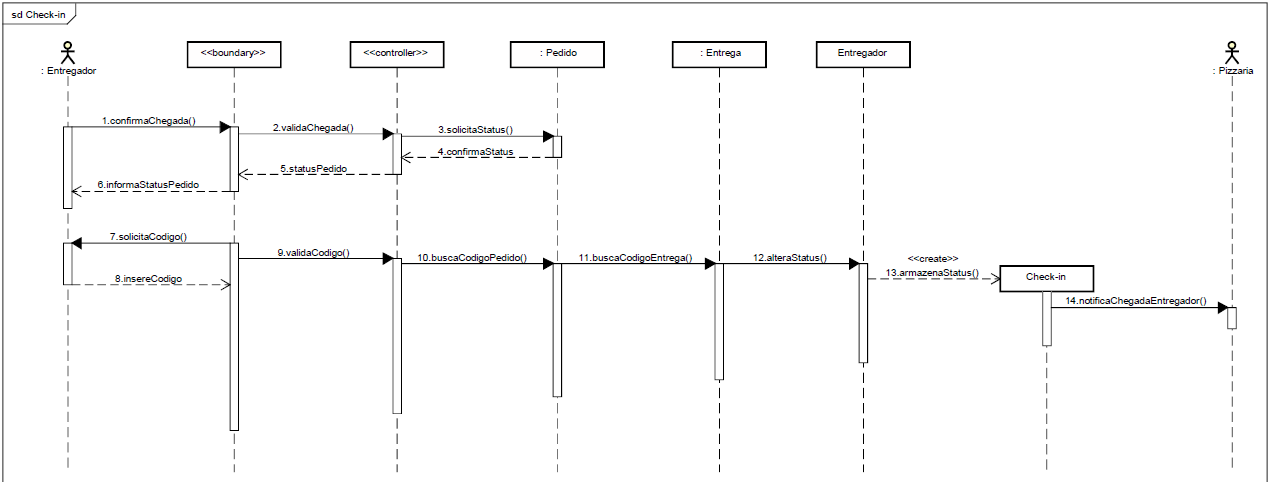 sd Check-in
: Entregador
<<boundary>>
<<controller>>
: Pedido
: Entrega
Entregador
: Pizzaria
1.confirmaChegada()
2.validaChegada()
3.solicitaStatus()
4.confirmaStatus
5.statusPedido
6.informaStatusPedido
7.solicitaCodigo()
8.insereCodigo
9.validaCodigo()
10.buscaCodigoPedido()
11.buscaCodigoEntrega()
12.alteraStatus()
<<create>>
13.armazenaStatus()
Check-in
14.notificaChegadaEntregador()